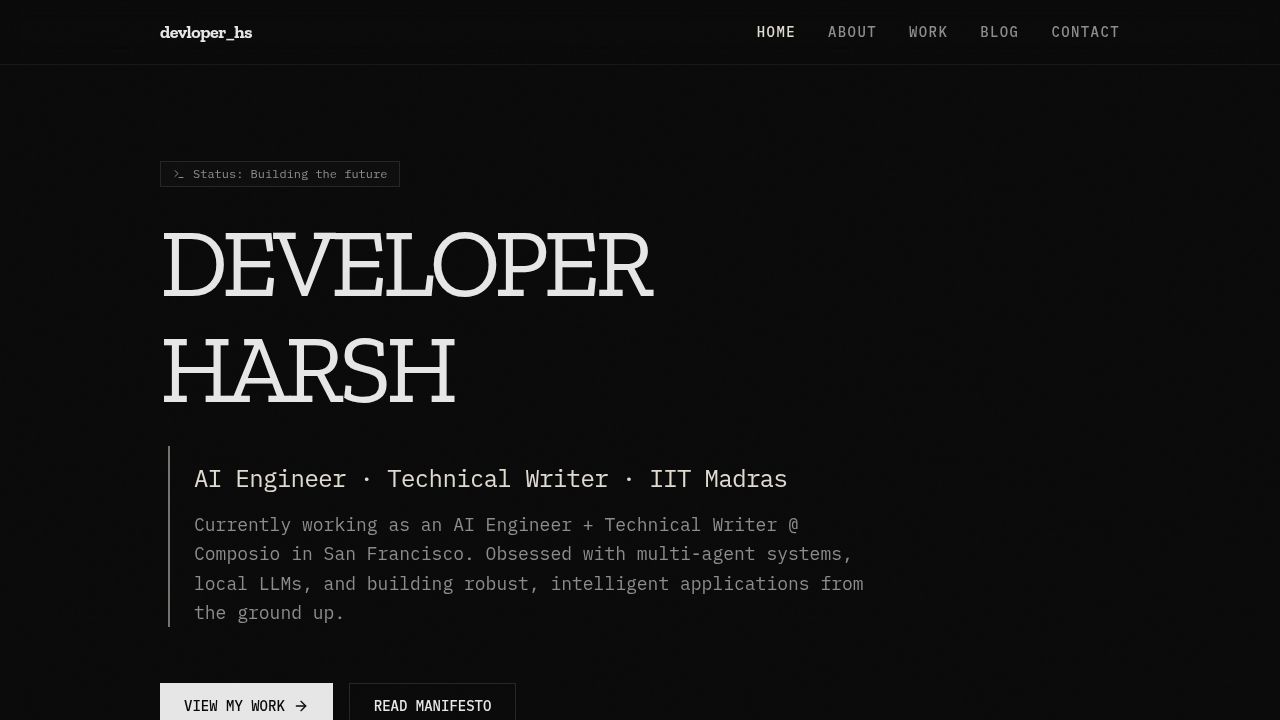 devloper_hs
HOME ABOUT WORK BLOG CONTACT
Status: Building the future
DEVELOPER
HARSH
AI Engineer · Technical Writer · IIT Madras
Currently working as an AI Engineer + Technical Writer @
Composio in San Francisco. Obsessed with multi-agent systems,
local LLMs, and building robust, intelligent applications from
the ground up.
VIEW MY WORK →
READ MANIFESTO